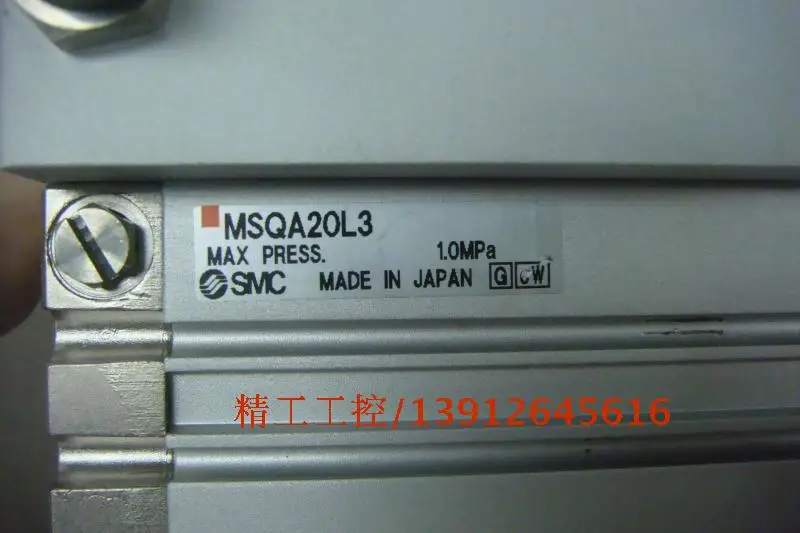 MSQA20L3
MAX PRESS. 1.0MPa
SMC MADE IN JAPAN G CW
精工工控/13912645616